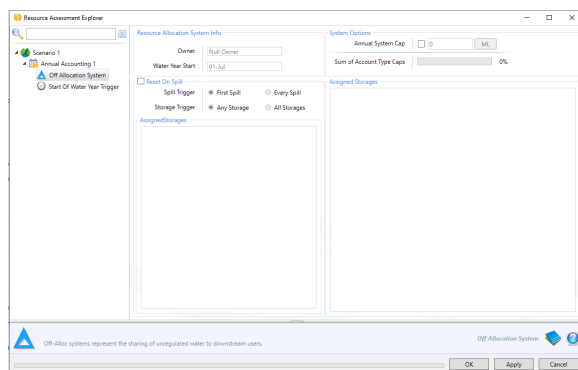 Resource Assessment Explorer
Scenario 1
Annual Accounting 1
Off Allocation System
Start Of Water Year Trigger
Resource Allocation System Info
Owner Null Owner
Water Year Start 01-Jul
Reset On Spill
Spill Trigger First Spill Every Spill
Storage Trigger Any Storage All Storages
AssignedStorages
System Options
Annual System Cap 0 ML
Sum of Account Type Caps 0%
Assigned Storages
Off-Alloc systems represent the sharing of unregulated water to downstream users.
Off Allocation System
OK Apply Cancel